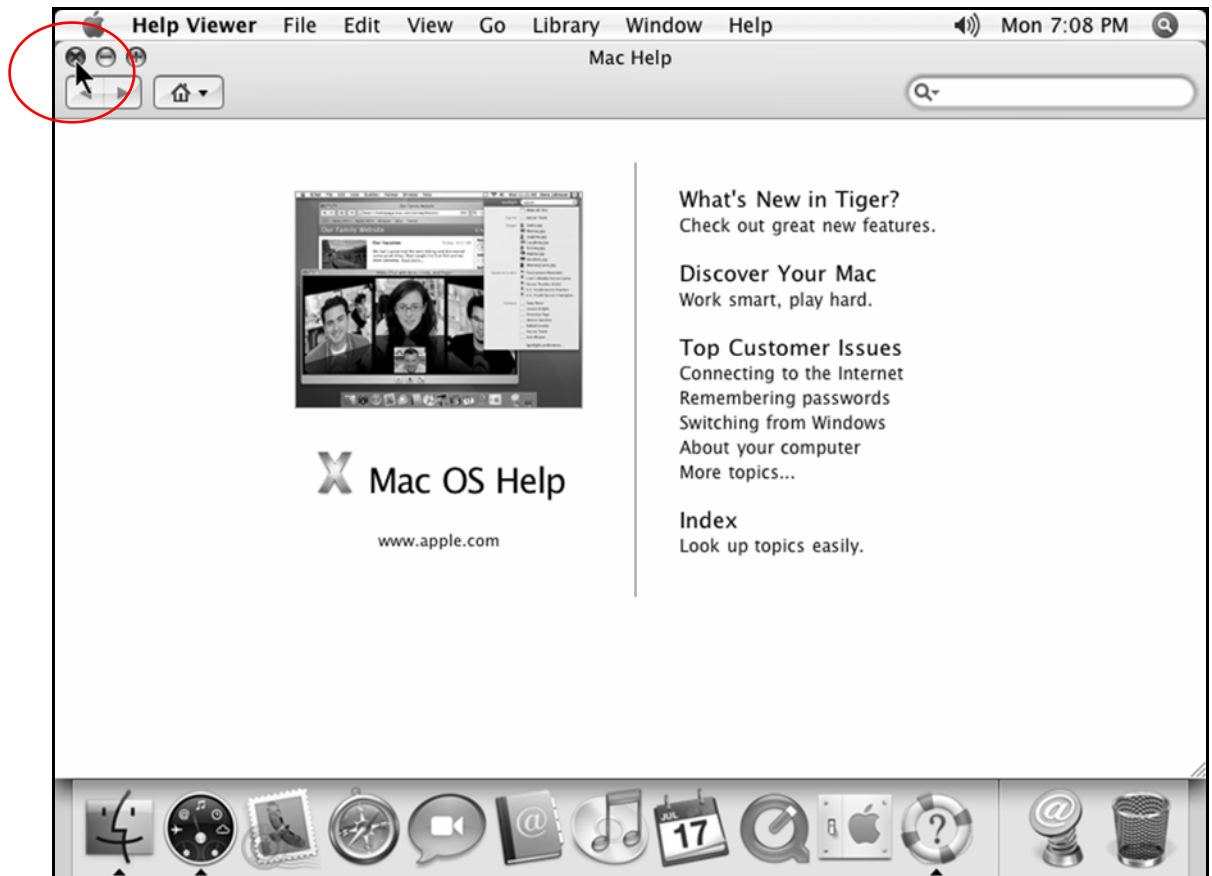 Help Viewer File Edit View Go Library Window Help Mon 7:08 PM
Mac Help
Our Family Website
What's New in Tiger?
Check out great new features.
Discover Your Mac
Work smart, play hard.
Top Customer Issues
Connecting to the Internet
Remembering passwords
Switching from Windows
About your computer
More topics...
Index
Look up topics easily.
X Mac OS Help
www.apple.com
JUL
17